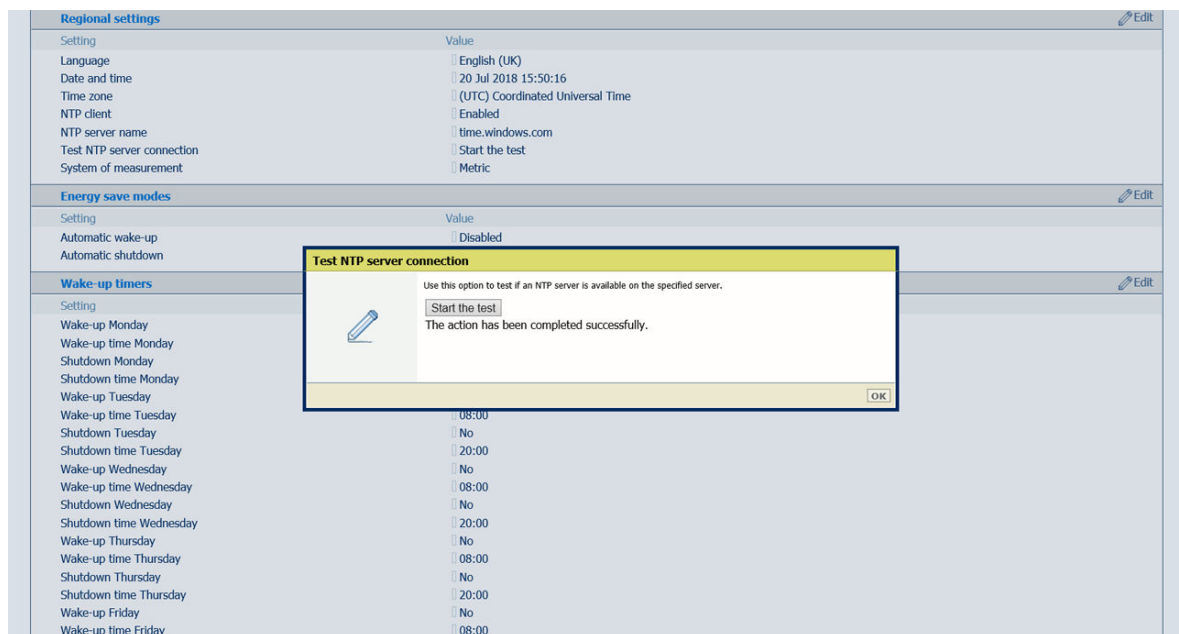 Regional settings Edit
Setting Value
Language English (UK)
Date and time 20 Jul 2018 15:50:16
Time zone (UTC) Coordinated Universal Time
NTP client Enabled
NTP server name time.windows.com
Test NTP server connection Start the test
System of measurement Metric
Energy save modes Edit
Setting Value
Automatic wake-up Disabled
Automatic shutdown
Test NTP server connection
Use this option to test if an NTP server is available on the specified server.
Start the test
The action has been completed successfully.
OK
Wake-up timers Edit
Setting
Wake-up Monday
Wake-up time Monday
Shutdown Monday
Shutdown time Monday
Wake-up Tuesday
Wake-up time Tuesday 08:00
Shutdown Tuesday No
Shutdown time Tuesday 20:00
Wake-up Wednesday No
Wake-up time Wednesday 08:00
Shutdown Wednesday No
Shutdown time Wednesday 20:00
Wake-up Thursday No
Wake-up time Thursday 08:00
Shutdown Thursday No
Shutdown time Thursday 20:00
Wake-up Friday No
Wake-up time Friday 08:00